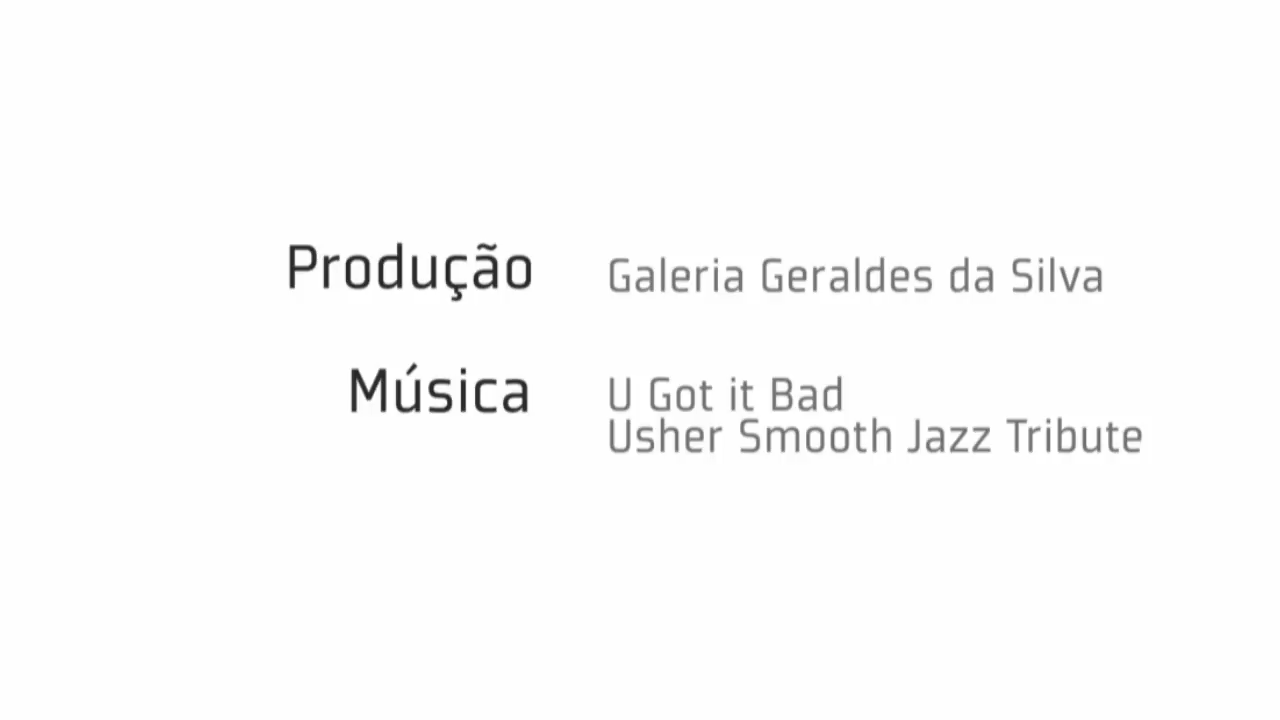 Produção Galeria Geraldes da Silva
Música U Got it Bad
Usher Smooth Jazz Tribute